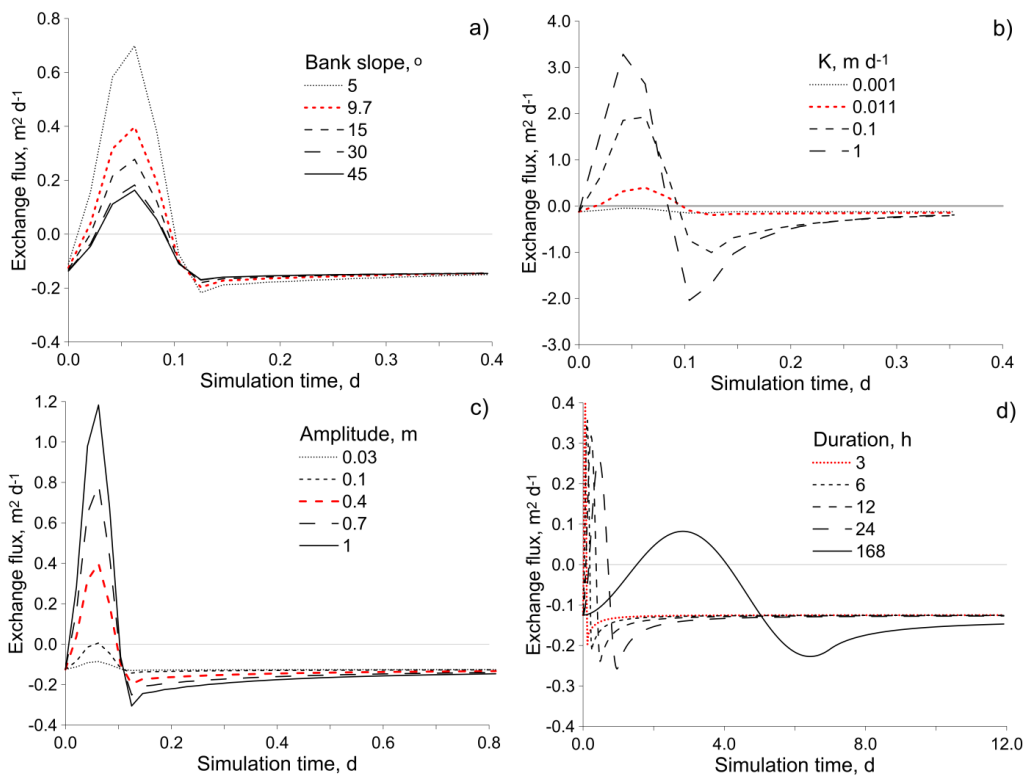 a)
0.8
0.6
0.4
0.2
0.0
-0.2
-0.4
Exchange flux, m2 d-1
Bank slope, o
5
9.7
15
30
45
0.0 0.1 0.2 0.3 0.4
Simulation time, d
b)
4.0
3.0
2.0
1.0
0.0
-1.0
-2.0
-3.0
Exchange flux, m2 d-1
K, m d-1
0.001
0.011
0.1
1
0.0 0.1 0.2 0.3 0.4
Simulation time, d
c)
1.2
1.0
0.8
0.6
0.4
0.2
0.0
-0.2
-0.4
Exchange flux, m2 d-1
Amplitude, m
0.03
0.1
0.4
0.7
1
0.0 0.2 0.4 0.6 0.8
Simulation time, d
d)
0.4
0.3
0.2
0.1
0.0
-0.1
-0.2
-0.3
-0.4
Exchange flux, m2 d-1
Duration, h
3
6
12
24
168
0.0 4.0 8.0 12.0
Simulation time, d